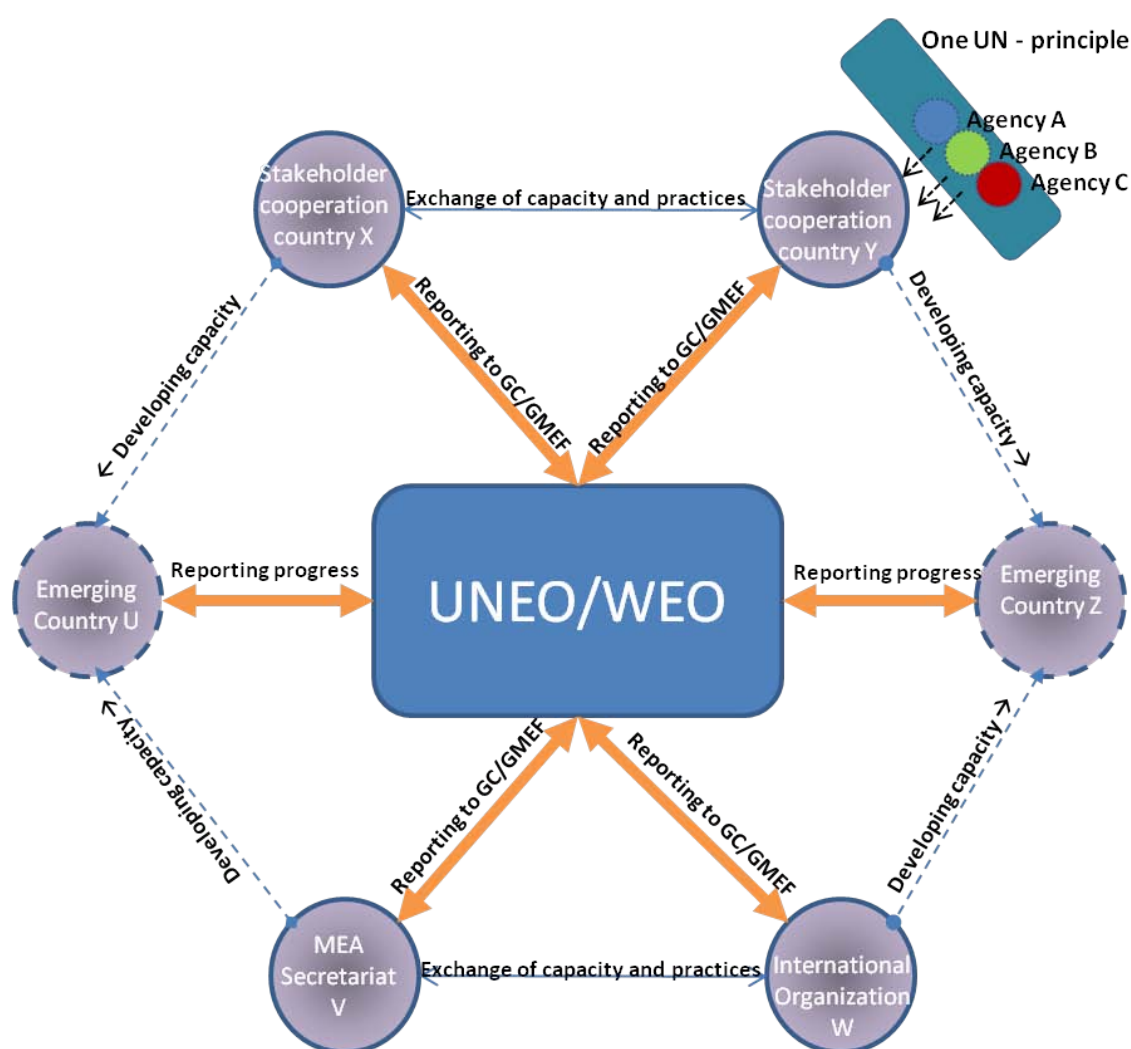 One UN - principle
Agency A
Agency B
Agency C
Stakeholder
cooperation
country X
Exchange of capacity and practices
Stakeholder
cooperation
country Y
Reporting to GC/GMEF
Reporting to GC/GMEF
← Developing capacity
Developing capacity →
Emerging
Country U
Reporting progress
UNEO/WEO
Reporting progress
Emerging
Country Z
Developing capacity →
Reporting to GC/GMEF
Reporting to GC/GMEF
Developing capacity →
MEA
Secretariat
V
Exchange of capacity and practices
International
Organization
W